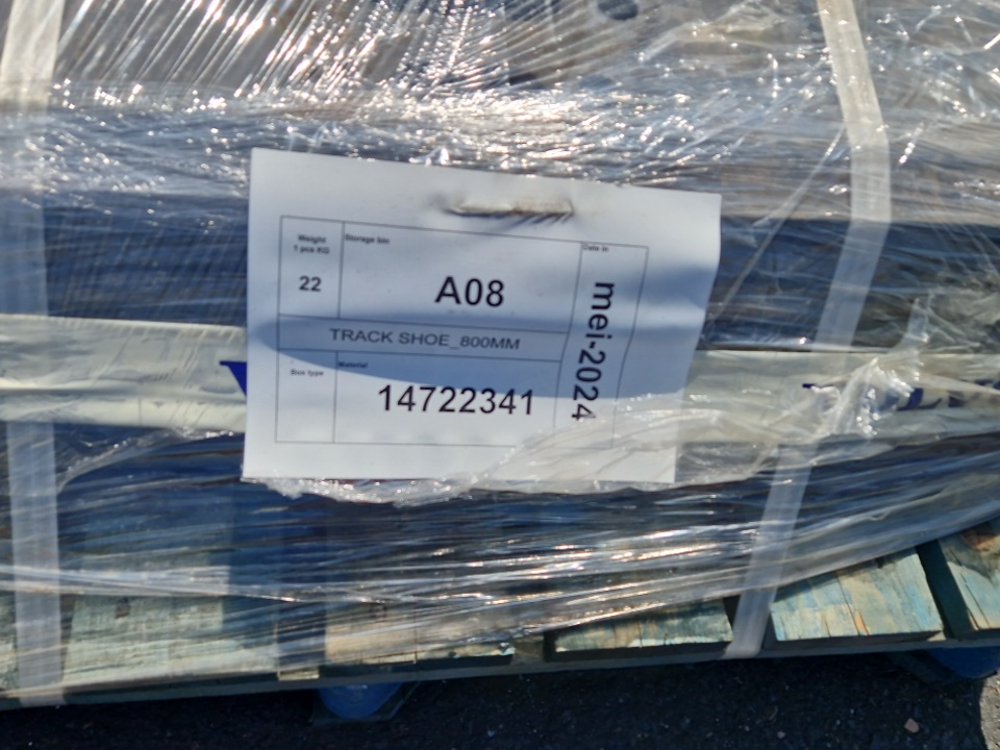 Weight
1 pcs KG
22
Storage bin
A08
Date in
mei-2024
TRACK SHOE_800MM
Box type
Material
14722341